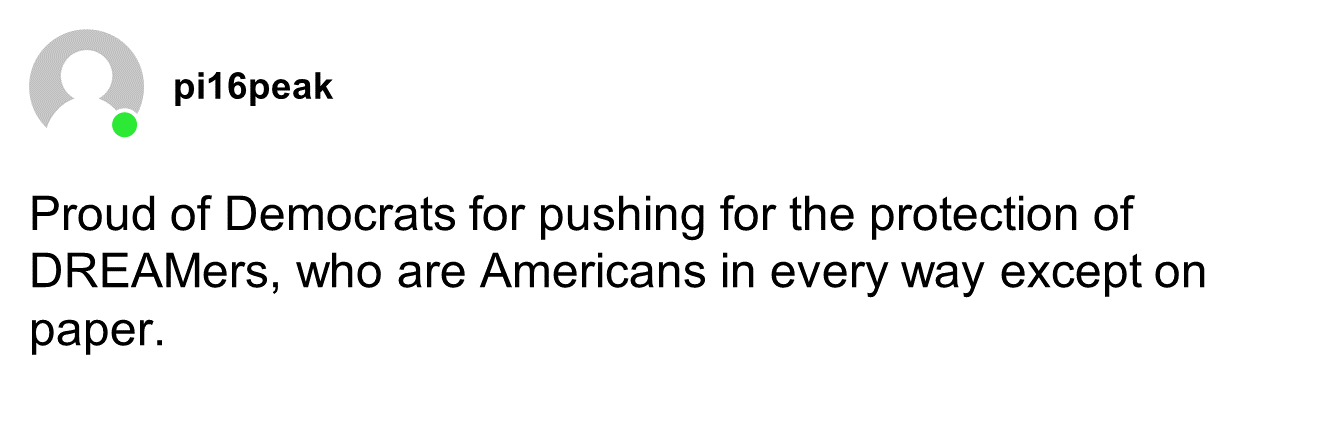 pi16peak
Proud of Democrats for pushing for the protection of
DREAMers, who are Americans in every way except on
paper.